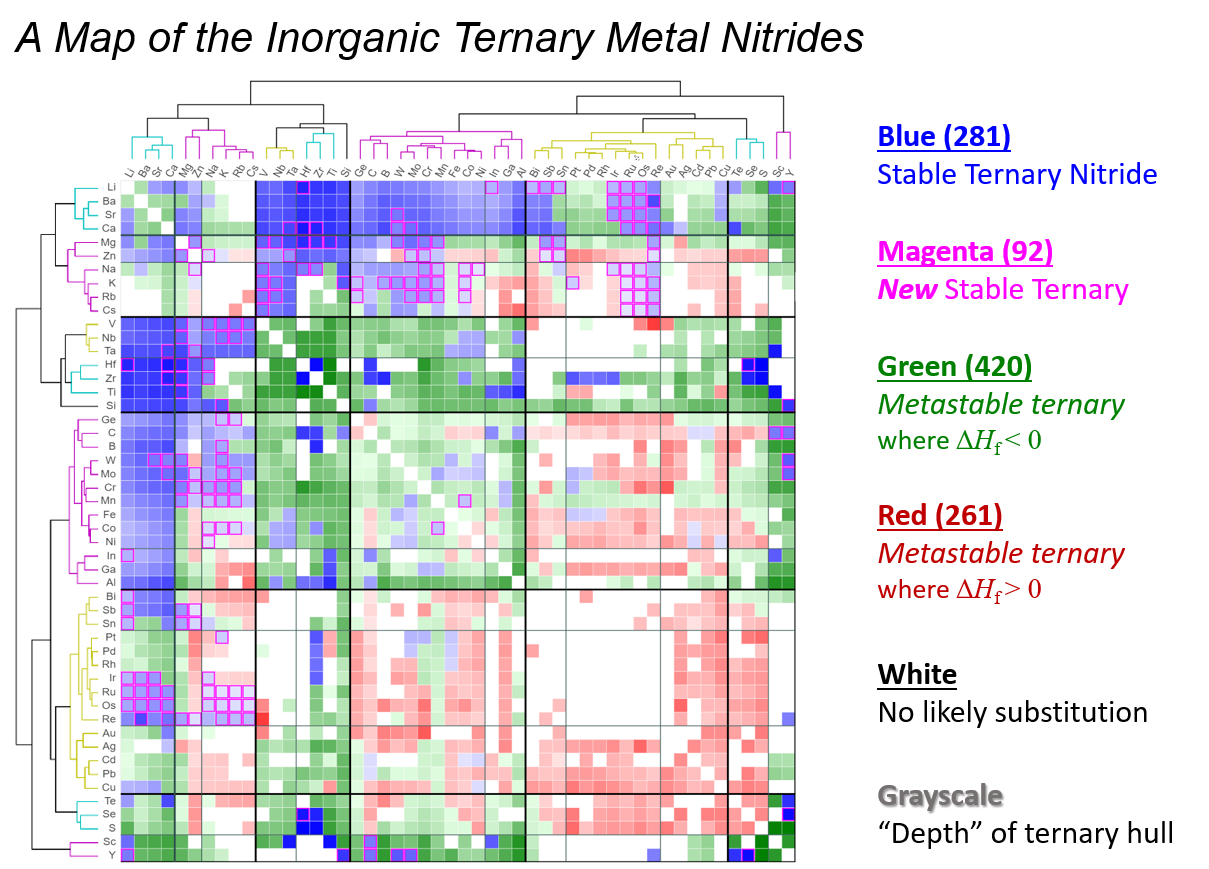 A Map of the Inorganic Ternary Metal Nitrides
Li Ba Sr Ca Mg Zn Na K Rb Cs V Nb Ta Hf Zr Ti Si Ge C B W Mo Cr Mn Fe Co Ni In Ga Al Bi Sb Sn Pt Pd Rh Ir Ru Os Re Au Ag Cd Pb Cu Te Se S Sc Y
Li
Ba
Sr
Ca
Mg
Zn
Na
K
Rb
Cs
V
Nb
Ta
Hf
Zr
Ti
Si
Ge
C
B
W
Mo
Cr
Mn
Fe
Co
Ni
In
Ga
Al
Bi
Sb
Sn
Pt
Pd
Rh
Ir
Ru
Os
Re
Au
Ag
Cd
Pb
Cu
Te
Se
S
Sc
Y
Blue (281)
Stable Ternary Nitride
Magenta (92)
New Stable Ternary
Green (420)
Metastable ternary
where ΔHf < 0
Red (261)
Metastable ternary
where ΔHf > 0
White
No likely substitution
Grayscale
“Depth” of ternary hull